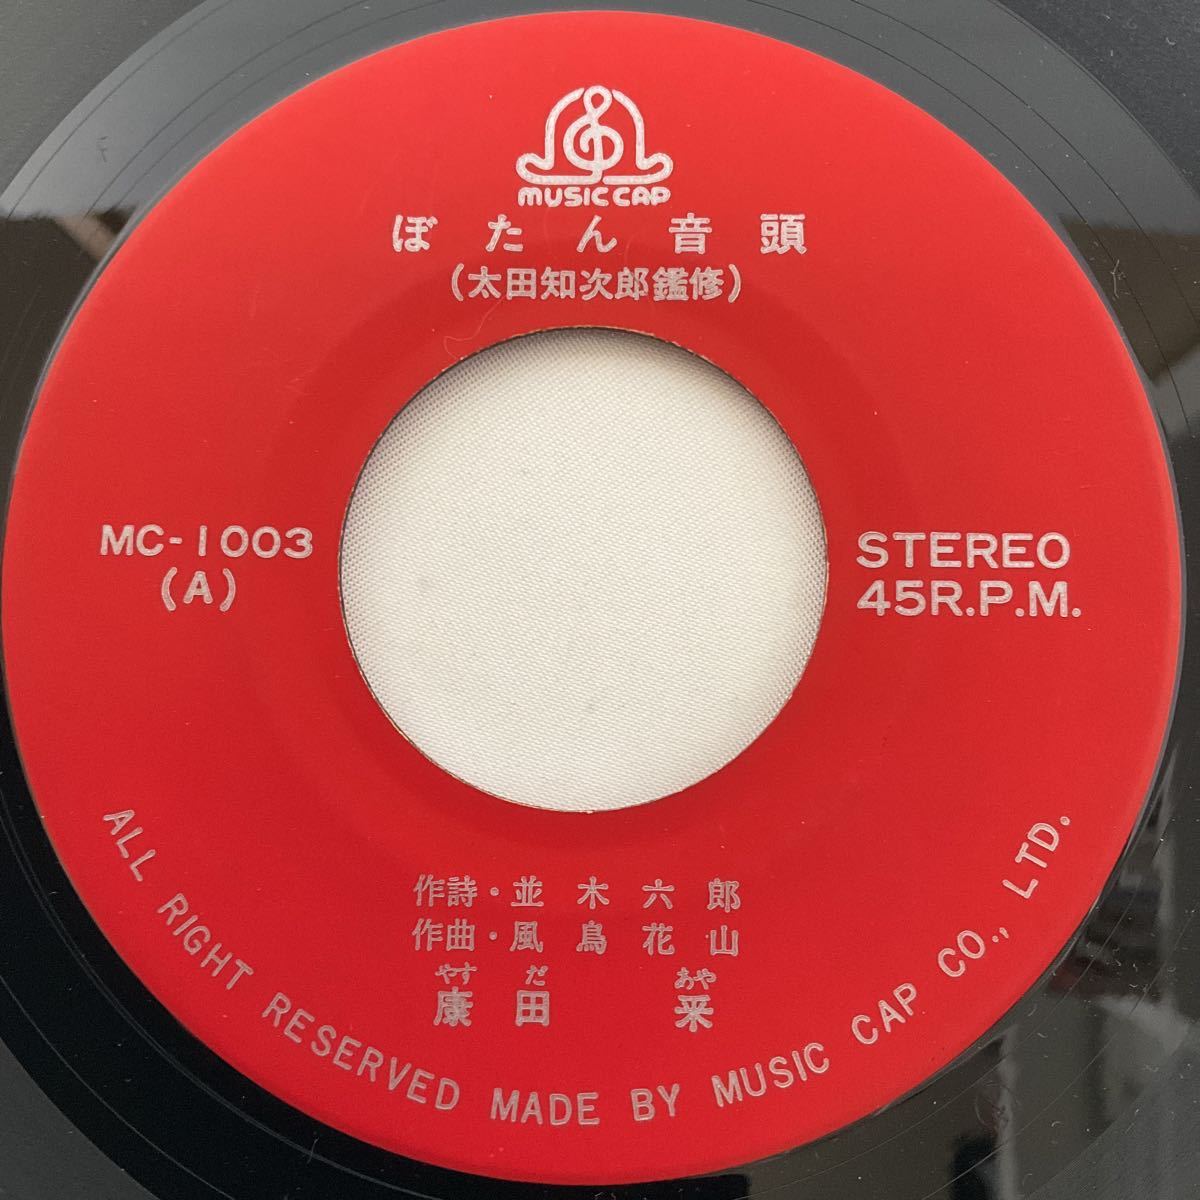 MUSIC CAP
ぼたん音頭
(太田知次郎鑑修)
MC-1003
(A)
STEREO
45R.P.M.
作詩・並木六郎
作曲・風鳥花山
やすだ あや
康田 采
ALL RIGHT RESERVED MADE BY MUSIC CAP CO., LTD.